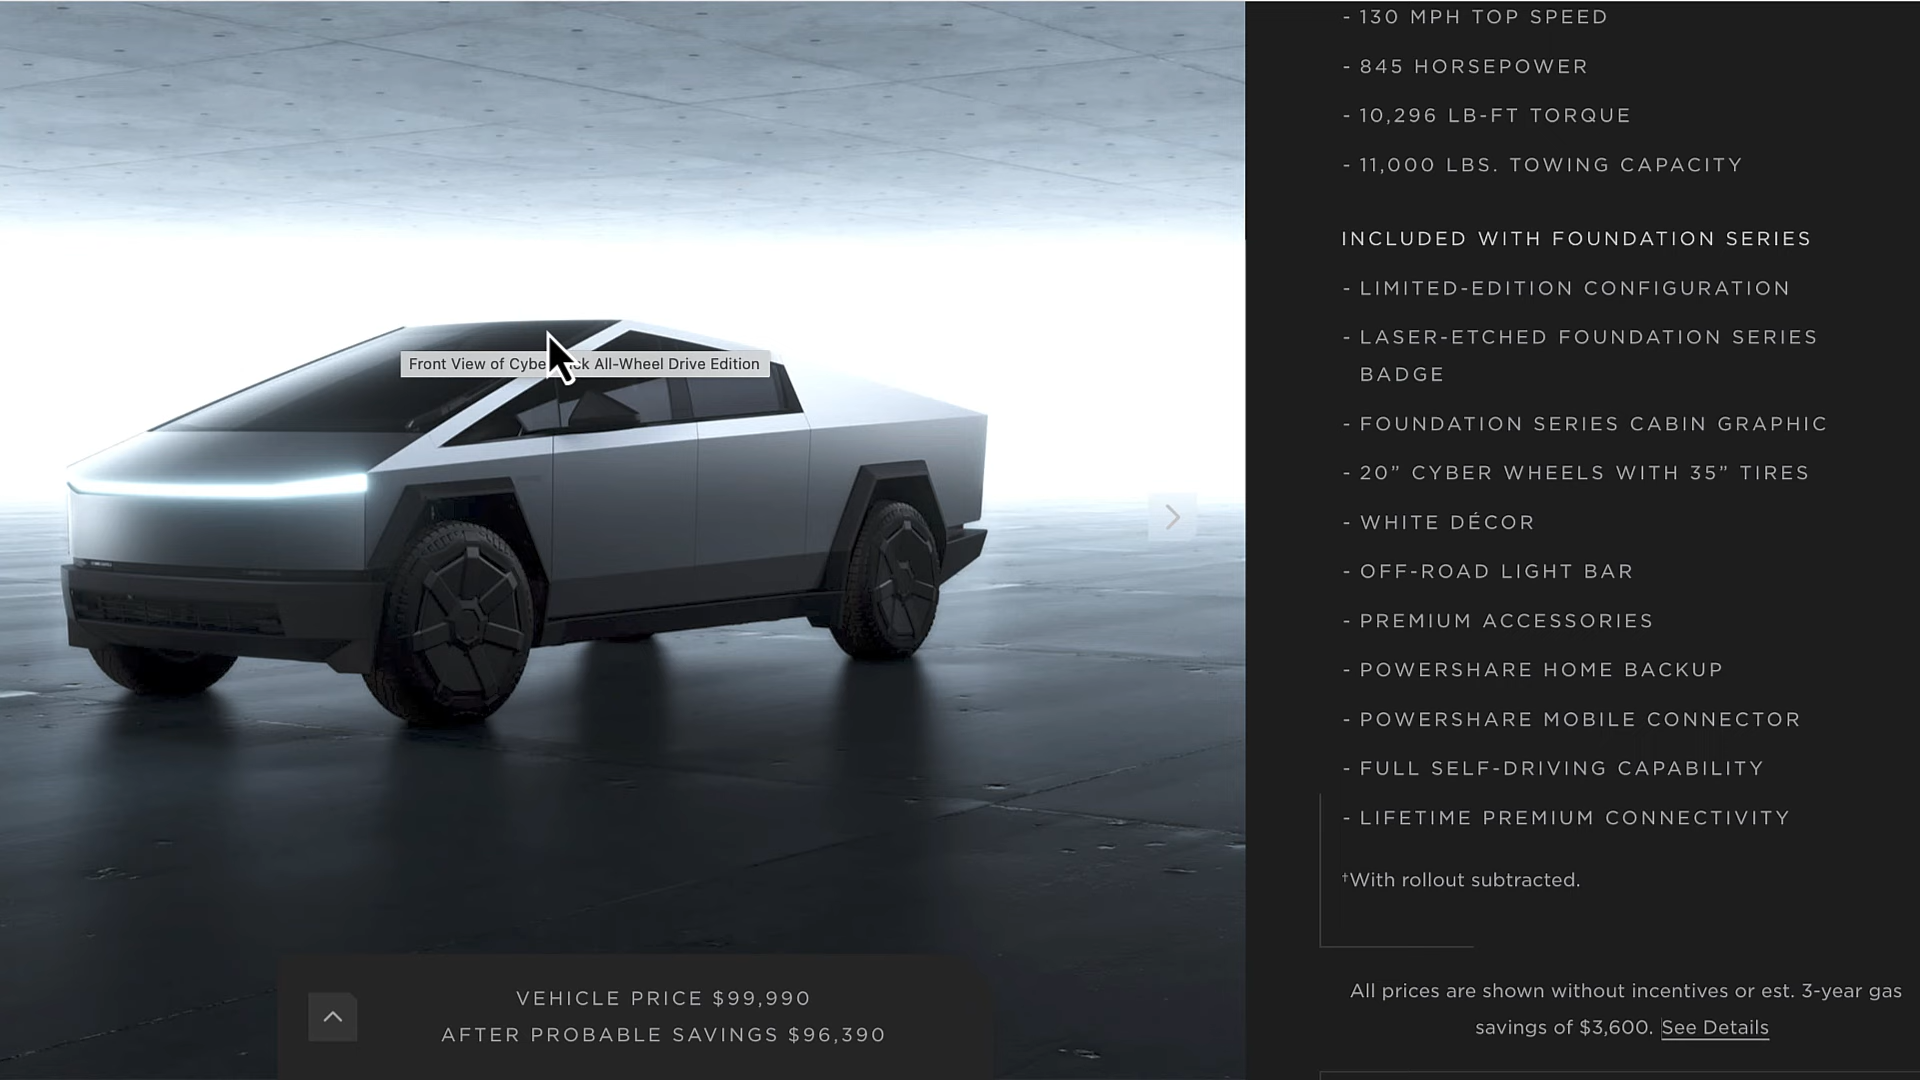 Front View of Cybe ck All-Wheel Drive Edition
VEHICLE PRICE $99,990
AFTER PROBABLE SAVINGS $96,390
- 130 MPH TOP SPEED
- 845 HORSEPOWER
- 10,296 LB-FT TORQUE
- 11,000 LBS. TOWING CAPACITY
INCLUDED WITH FOUNDATION SERIES
- LIMITED-EDITION CONFIGURATION
- LASER-ETCHED FOUNDATION SERIES
BADGE
- FOUNDATION SERIES CABIN GRAPHIC
- 20” CYBER WHEELS WITH 35” TIRES
- WHITE DÉCOR
- OFF-ROAD LIGHT BAR
- PREMIUM ACCESSORIES
- POWERSHARE HOME BACKUP
- POWERSHARE MOBILE CONNECTOR
- FULL SELF-DRIVING CAPABILITY
- LIFETIME PREMIUM CONNECTIVITY
†With rollout subtracted.
All prices are shown without incentives or est. 3-year gas
savings of $3,600. See Details